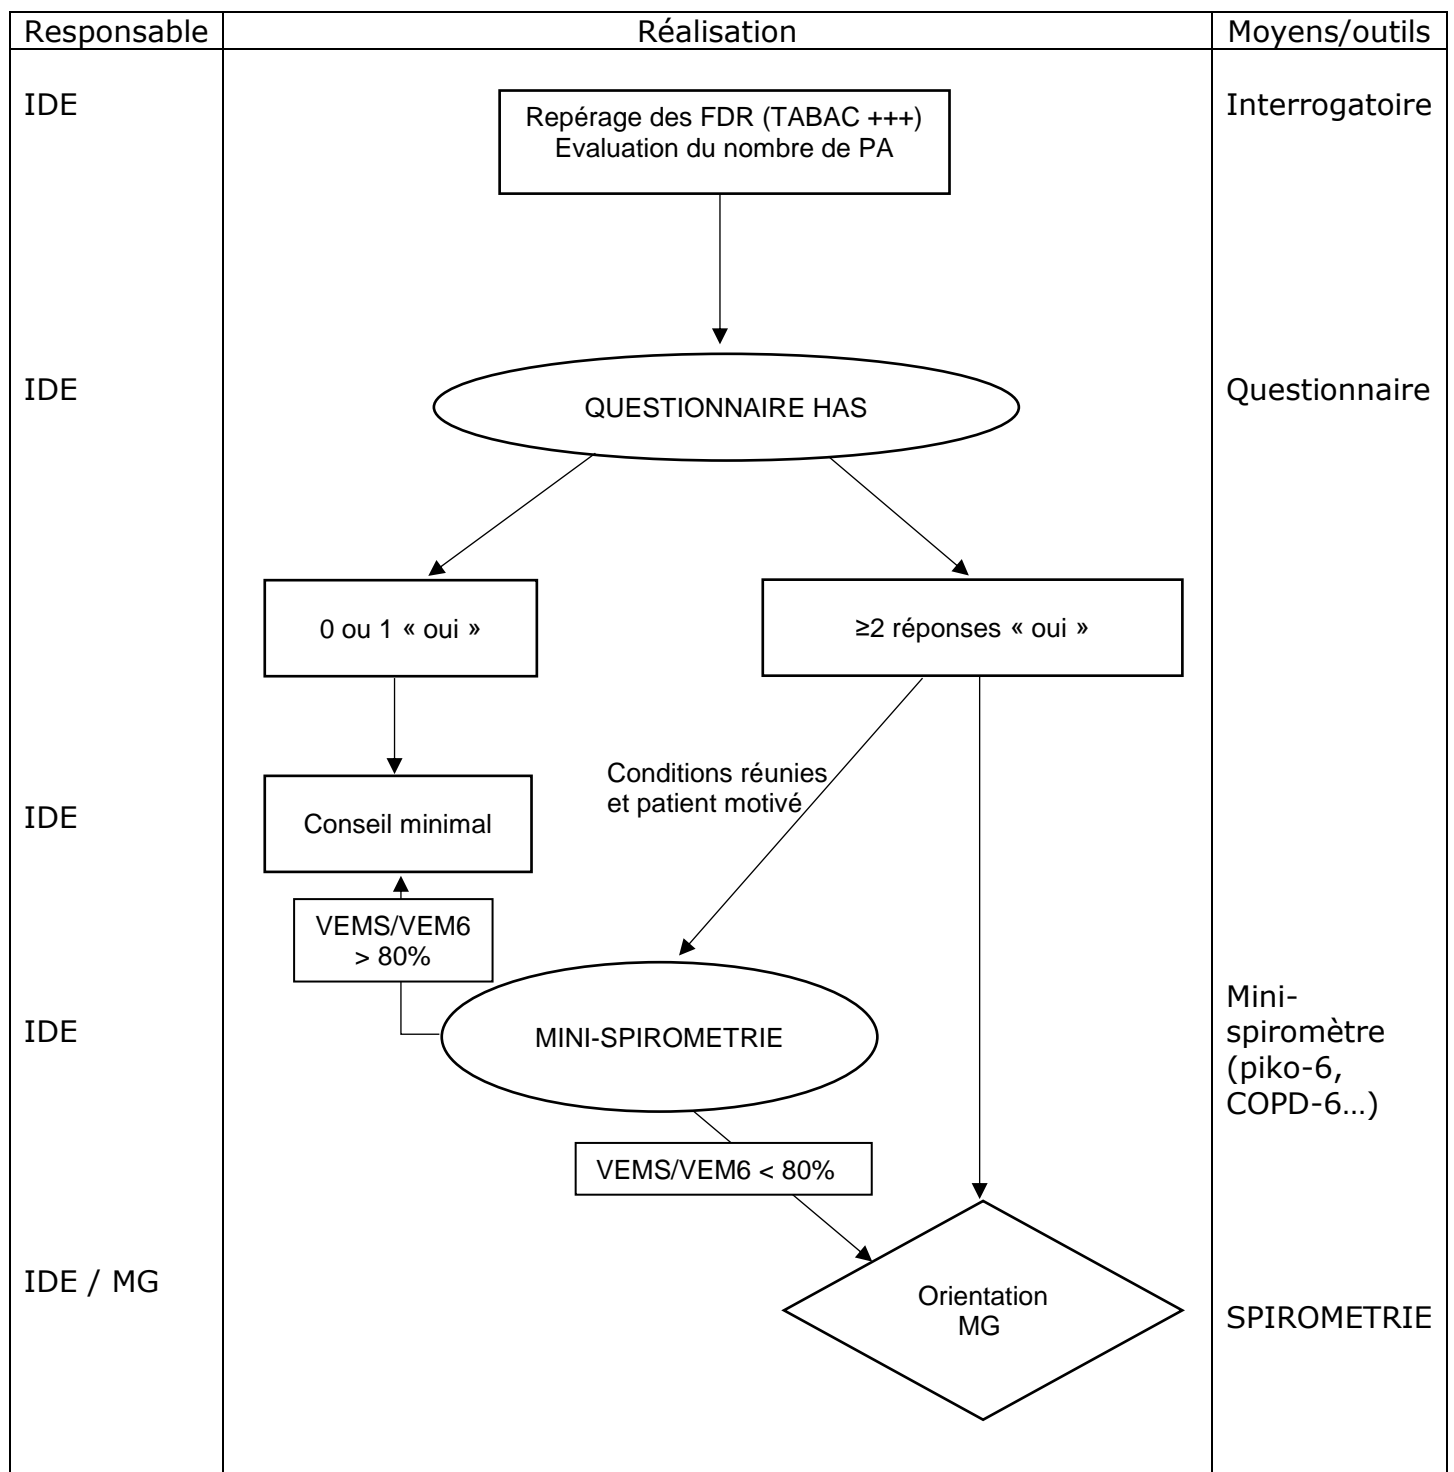 Responsable
Réalisation
Moyens/outils
IDE
Repérage des FDR (TABAC +++)
Evaluation du nombre de PA
Interrogatoire
IDE
QUESTIONNAIRE HAS
Questionnaire
0 ou 1 « oui »
≥2 réponses « oui »
Conditions réunies
et patient motivé
IDE
Conseil minimal
VEMS/VEM6
> 80%
IDE
MINI-SPIROMETRIE
Mini-
spiromètre
(piko-6,
COPD-6…)
VEMS/VEM6 < 80%
IDE / MG
Orientation
MG
SPIROMETRIE